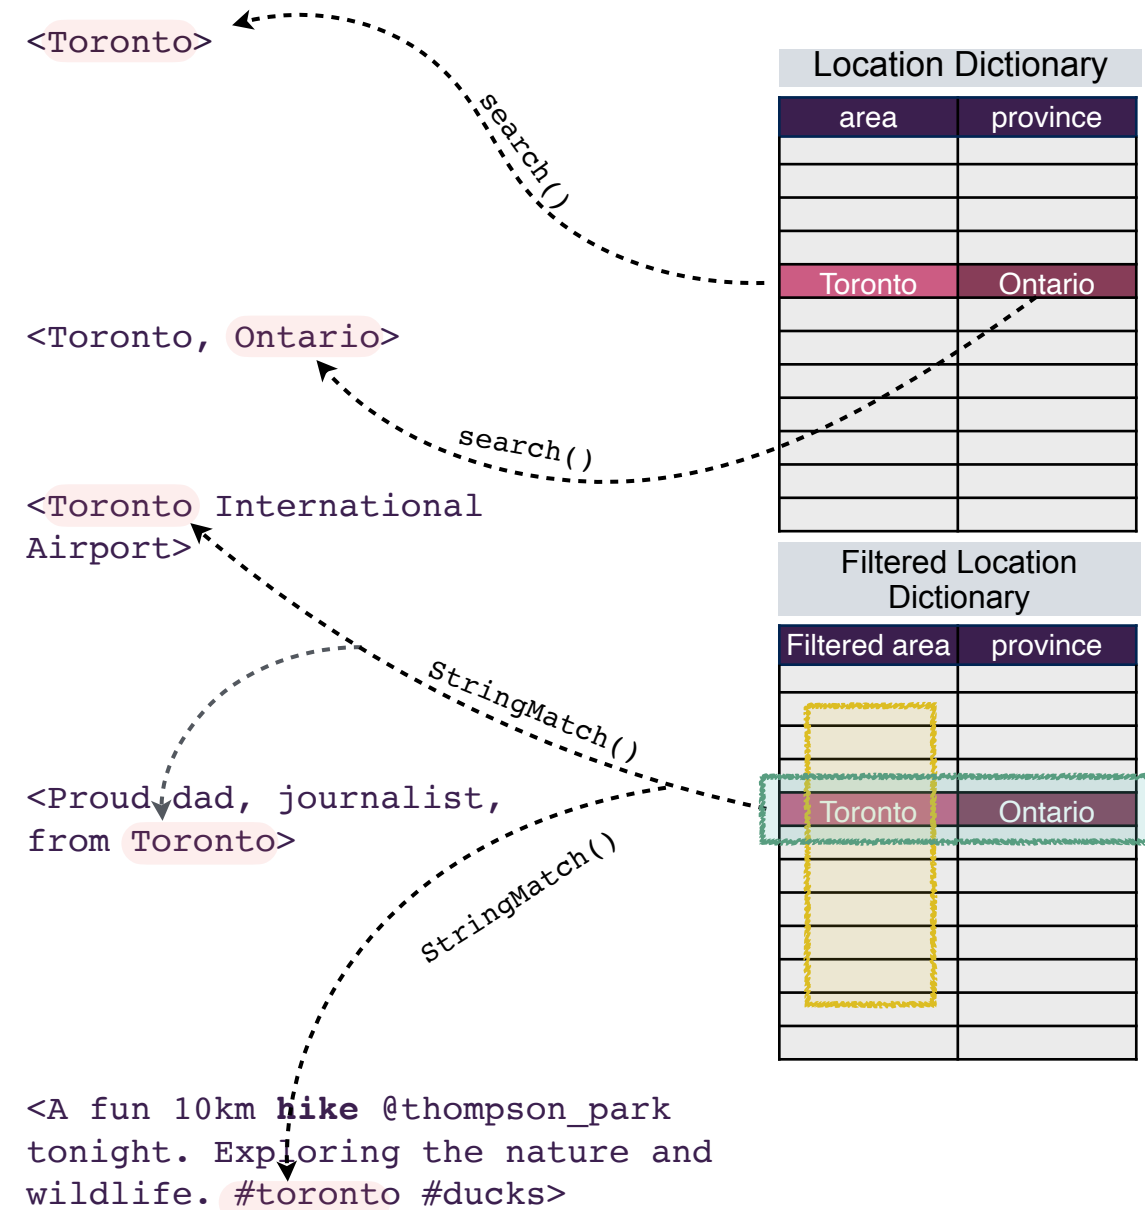 <Toronto>
search()
Location Dictionary
area province
Toronto Ontario
<Toronto, Ontario>
search()
<Toronto International
Airport>
StringMatch()
Filtered Location
Dictionary
Filtered area province
Toronto Ontario
<Proud dad, journalist,
from Toronto>
StringMatch()
<A fun 10km hike @thompson_park
tonight. Exploring the nature and
wildlife. #toronto #ducks>